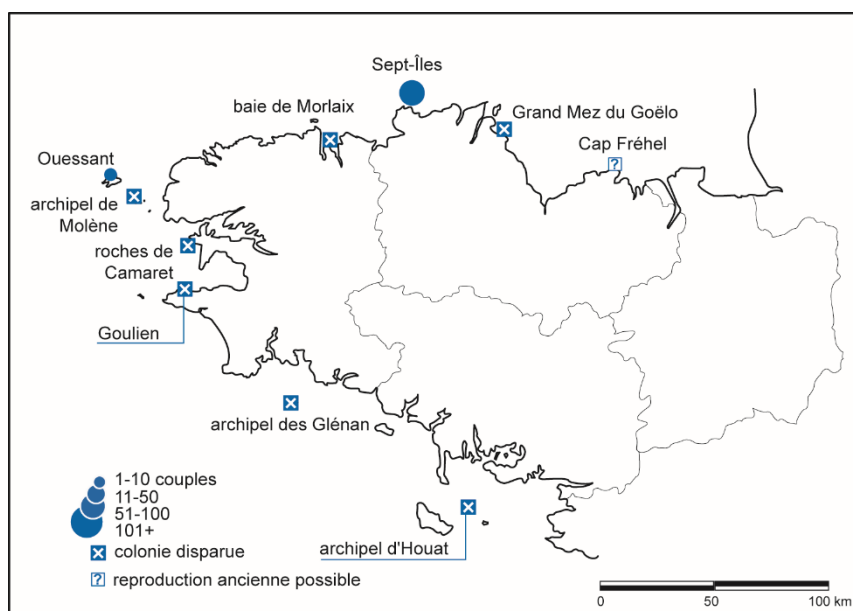 Sept-Îles
baie de Morlaix
Grand Mez du Goëlo
Cap Fréhel
?
Ouessant
archipel de
Molène
roches de
Camaret
Goulien
archipel des Glénan
archipel d'Houat
1-10 couples
11-50
51-100
101+
colonie disparue
? reproduction ancienne possible
0 50 100 km